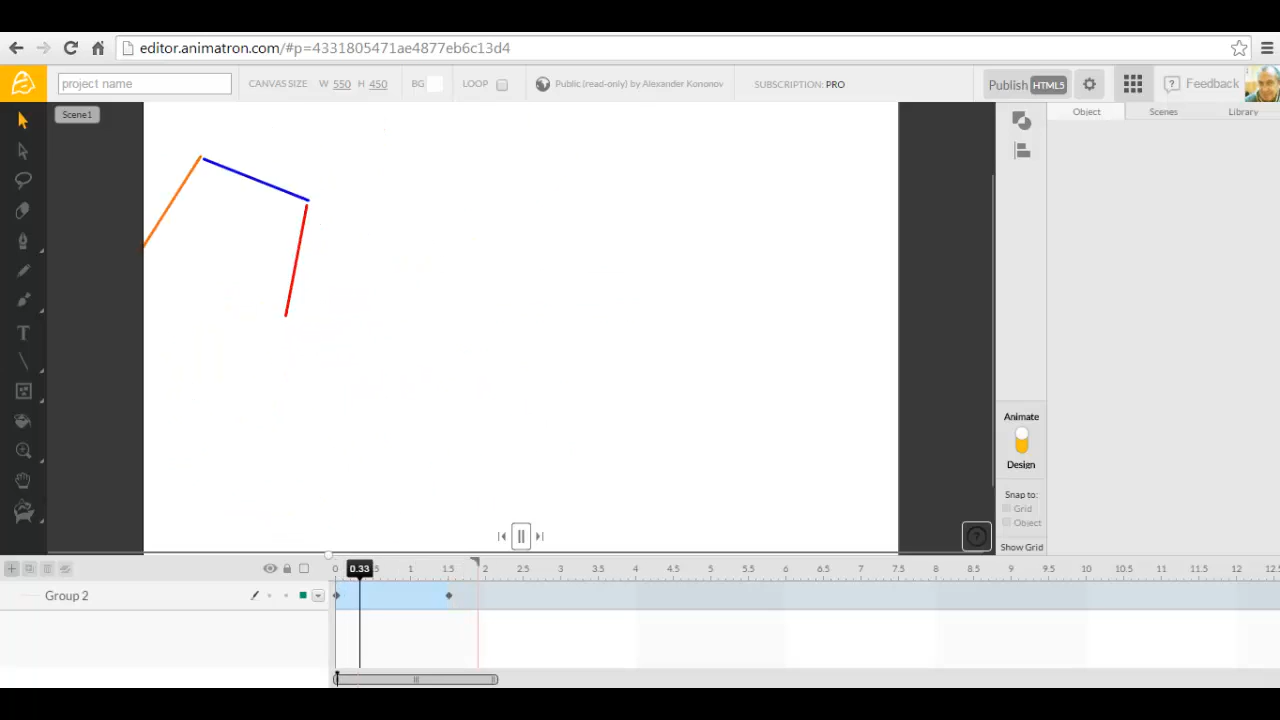 editor.animatron.com/#p=4331805471ae4877eb6c13d4
project name CANVAS SIZE W 550 H 450 BG LOOP Public (read-only) by Alexander Kononov SUBSCRIPTION: PRO Publish HTML5 ? Feedback
Scene1 Object Scenes Library
T
Animate
Design
Snap to:
Grid
Object
Show Grid
?
0 0.33 5 1 1.5 2 2.5 3 3.5 4 4.5 5 5.5 6 6.5 7 7.5 8 8.5 9 9.5 10 10.5 11 11.5 12 12.5
Group 2